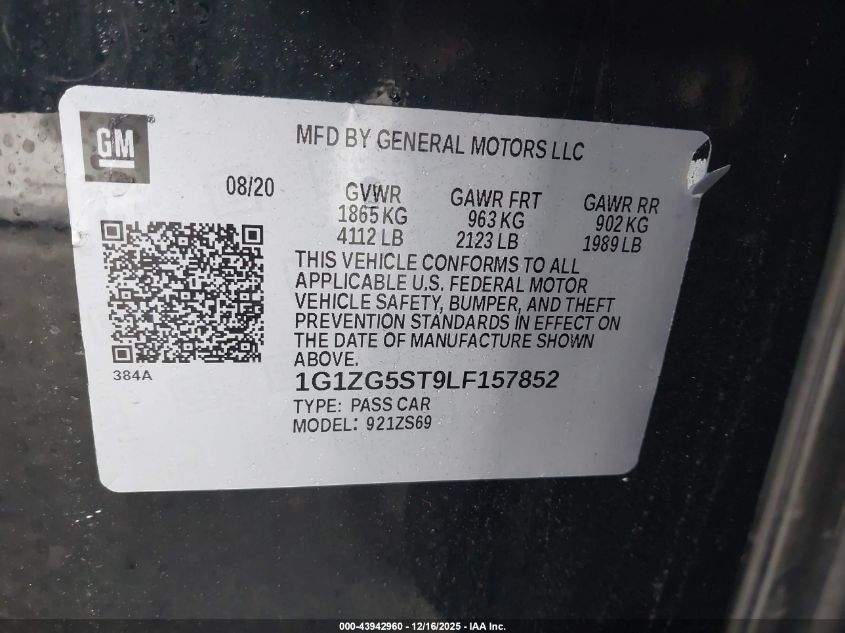 GM
MFD BY GENERAL MOTORS LLC
08/20
GVWR GAWR FRT GAWR RR
1865 KG 963 KG 902 KG
4112 LB 2123 LB 1989 LB
THIS VEHICLE CONFORMS TO ALL
APPLICABLE U.S. FEDERAL MOTOR
VEHICLE SAFETY, BUMPER, AND THEFT
PREVENTION STANDARDS IN EFFECT ON
THE DATE OF MANUFACTURE SHOWN
ABOVE.
384A
1G1ZG5ST9LF157852
TYPE: PASS CAR
MODEL: 921ZS69
000-43942960 - 12/16/2025 - IAA Inc.